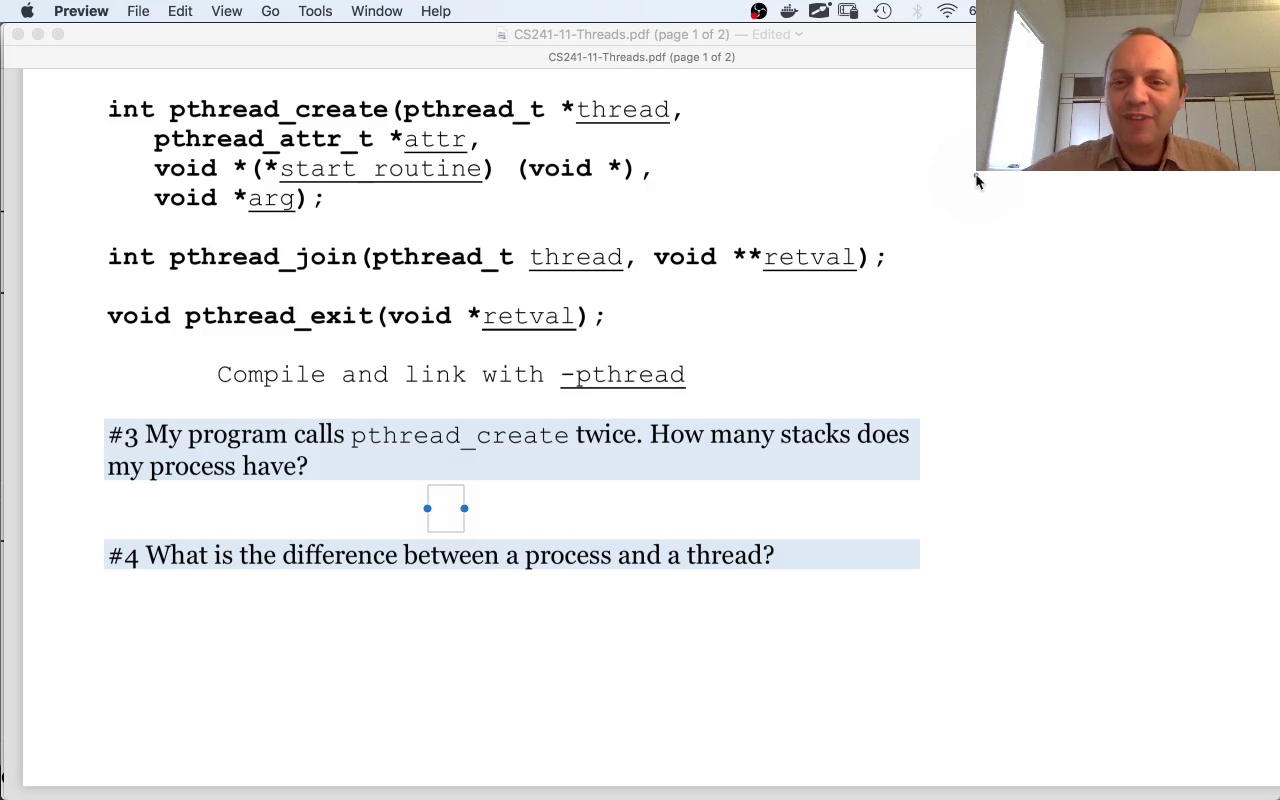 Preview File Edit View Go Tools Window Help 6
CS241-11-Threads.pdf (page 1 of 2) — Edited
CS241-11-Threads.pdf (page 1 of 2)
int pthread_create(pthread_t *thread,
pthread_attr_t *attr,
void *(*start_routine) (void *),
void *arg);
int pthread_join(pthread_t thread, void **retval);
void pthread_exit(void *retval);
Compile and link with -pthread
#3 My program calls pthread_create twice. How many stacks does
my process have?
#4 What is the difference between a process and a thread?